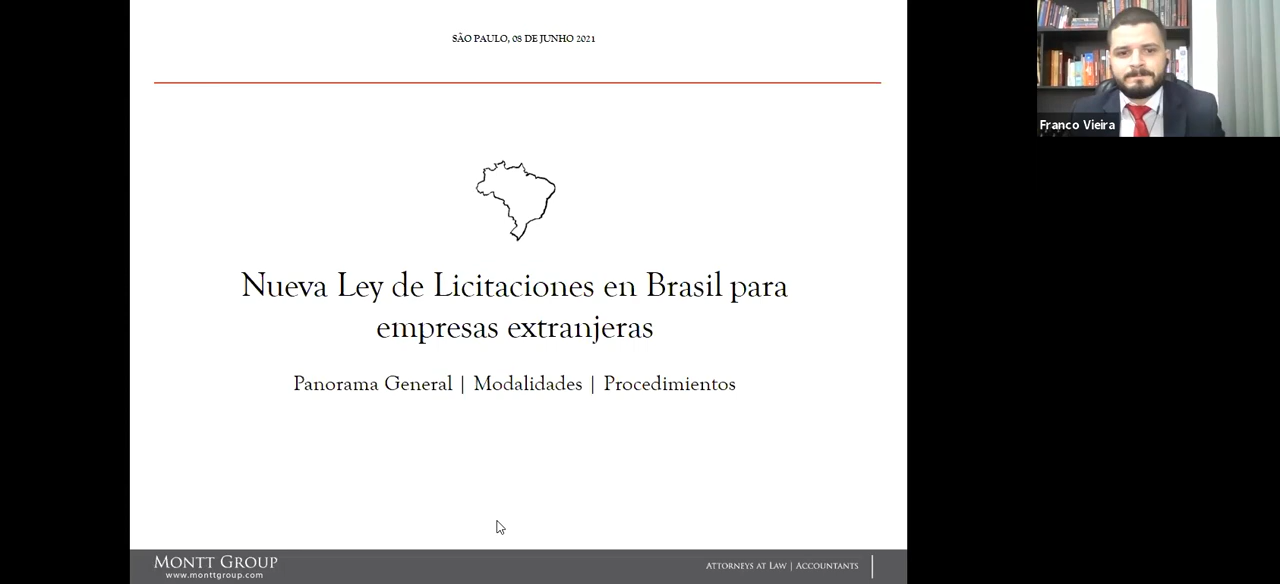 SÃO PAULO, 08 DE JUNHO 2021
Nueva Ley de Licitaciones en Brasil para
empresas extranjeras
Panorama General | Modalidades | Procedimientos
MONTT GROUP
www.monttgroup.com
ATTORNEYS AT LAW | ACCOUNTANTS
Franco Vieira